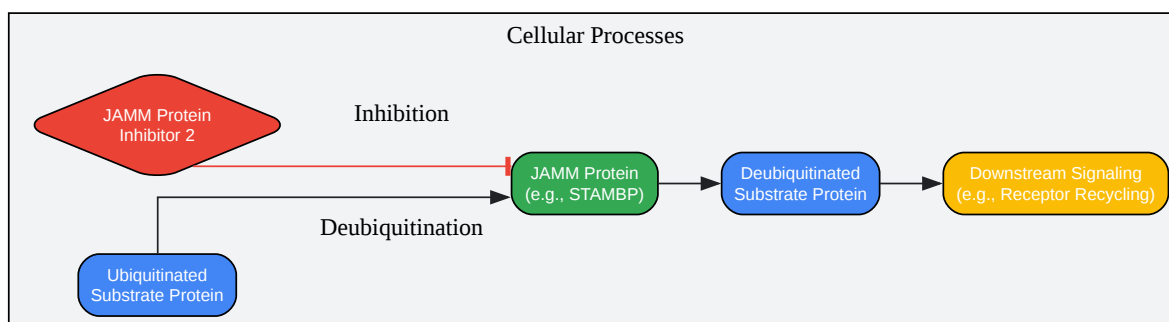 Cellular Processes
JAMM Protein
Inhibitor 2
Inhibition
JAMM Protein
(e.g., STAMBP)
Deubiquitinated
Substrate Protein
Downstream Signaling
(e.g., Receptor Recycling)
Deubiquitination
Ubiquitinated
Substrate Protein